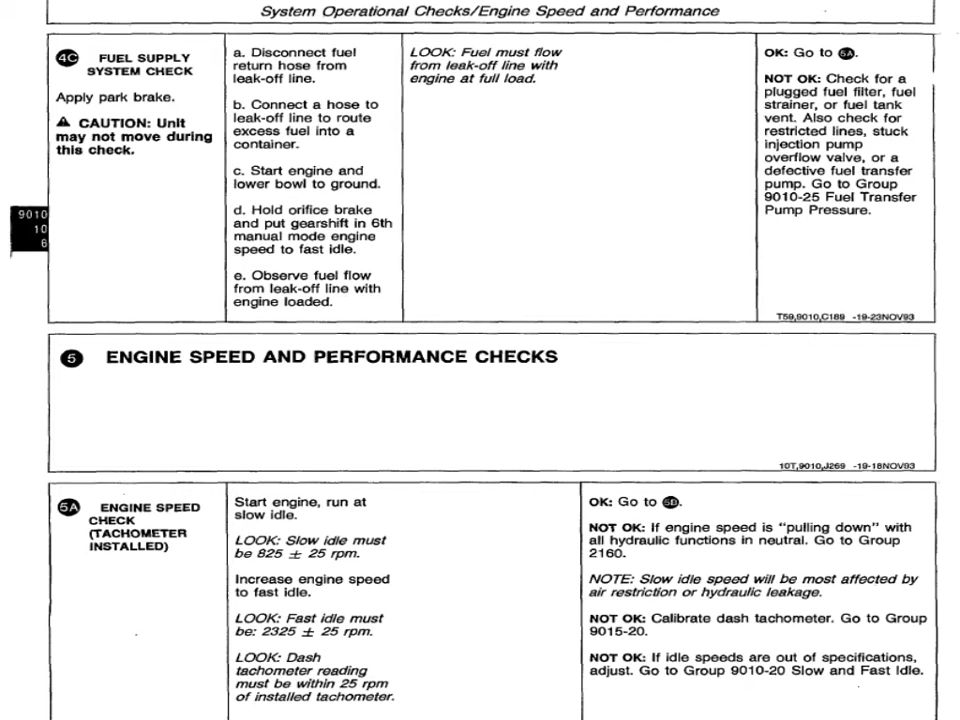 System Operational Checks/Engine Speed and Performance
4C FUEL SUPPLY
SYSTEM CHECK
Apply park brake.
CAUTION: Unit
may not move during
this check.
a. Disconnect fuel
return hose from
leak-off line.
b. Connect a hose to
leak-off line to route
excess fuel into a
container.
c. Start engine and
lower bowl to ground.
d. Hold orifice brake
and put gearshift in 6th
manual mode engine
speed to fast idle.
e. Observe fuel flow
from leak-off line with
engine loaded.
LOOK: Fuel must flow
from leak-off line with
engine at full load.
OK: Go to 5A.
NOT OK: Check for a
plugged fuel filter, fuel
strainer, or fuel tank
vent. Also check for
restricted lines, stuck
injection pump
overflow valve, or a
defective fuel transfer
pump. Go to Group
9010-25 Fuel Transfer
Pump Pressure.
T59,9010,C189 -19-23NOV93
9010
10
6
5 ENGINE SPEED AND PERFORMANCE CHECKS
10T,9010,J269 -19-18NOV93
5A ENGINE SPEED
CHECK
(TACHOMETER
INSTALLED)
Start engine, run at
slow idle.
LOOK: Slow idle must
be 825 ± 25 rpm.
Increase engine speed
to fast idle.
LOOK: Fast idle must
be: 2325 ± 25 rpm.
LOOK: Dash
tachometer reading
must be within 25 rpm
of installed tachometer.
OK: Go to 5B.
NOT OK: If engine speed is “pulling down” with
all hydraulic functions in neutral. Go to Group
2160.
NOTE: Slow idle speed will be most affected by
air restriction or hydraulic leakage.
NOT OK: Calibrate dash tachometer. Go to Group
9015-20.
NOT OK: If idle speeds are out of specifications,
adjust. Go to Group 9010-20 Slow and Fast Idle.